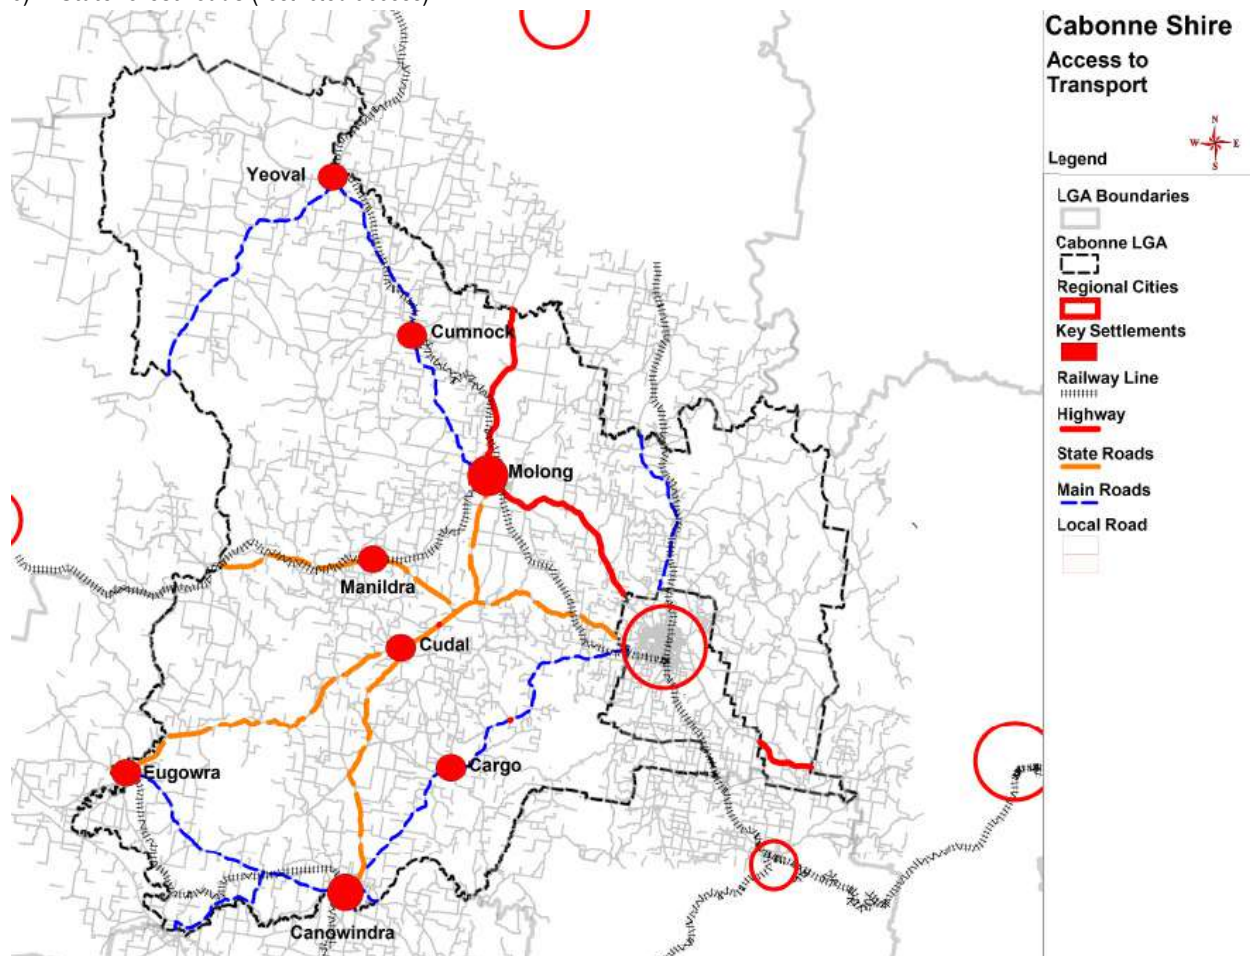 Cabonne Shire
Access to
Transport
N
W E
S
Legend
LGA Boundaries
Cabonne LGA
Regional Cities
Key Settlements
Railway Line
Highway
State Roads
Main Roads
Local Road
Yeoval
Cumnock
Molong
Manildra
Cudal
Eugowra
Cargo
Canowindra